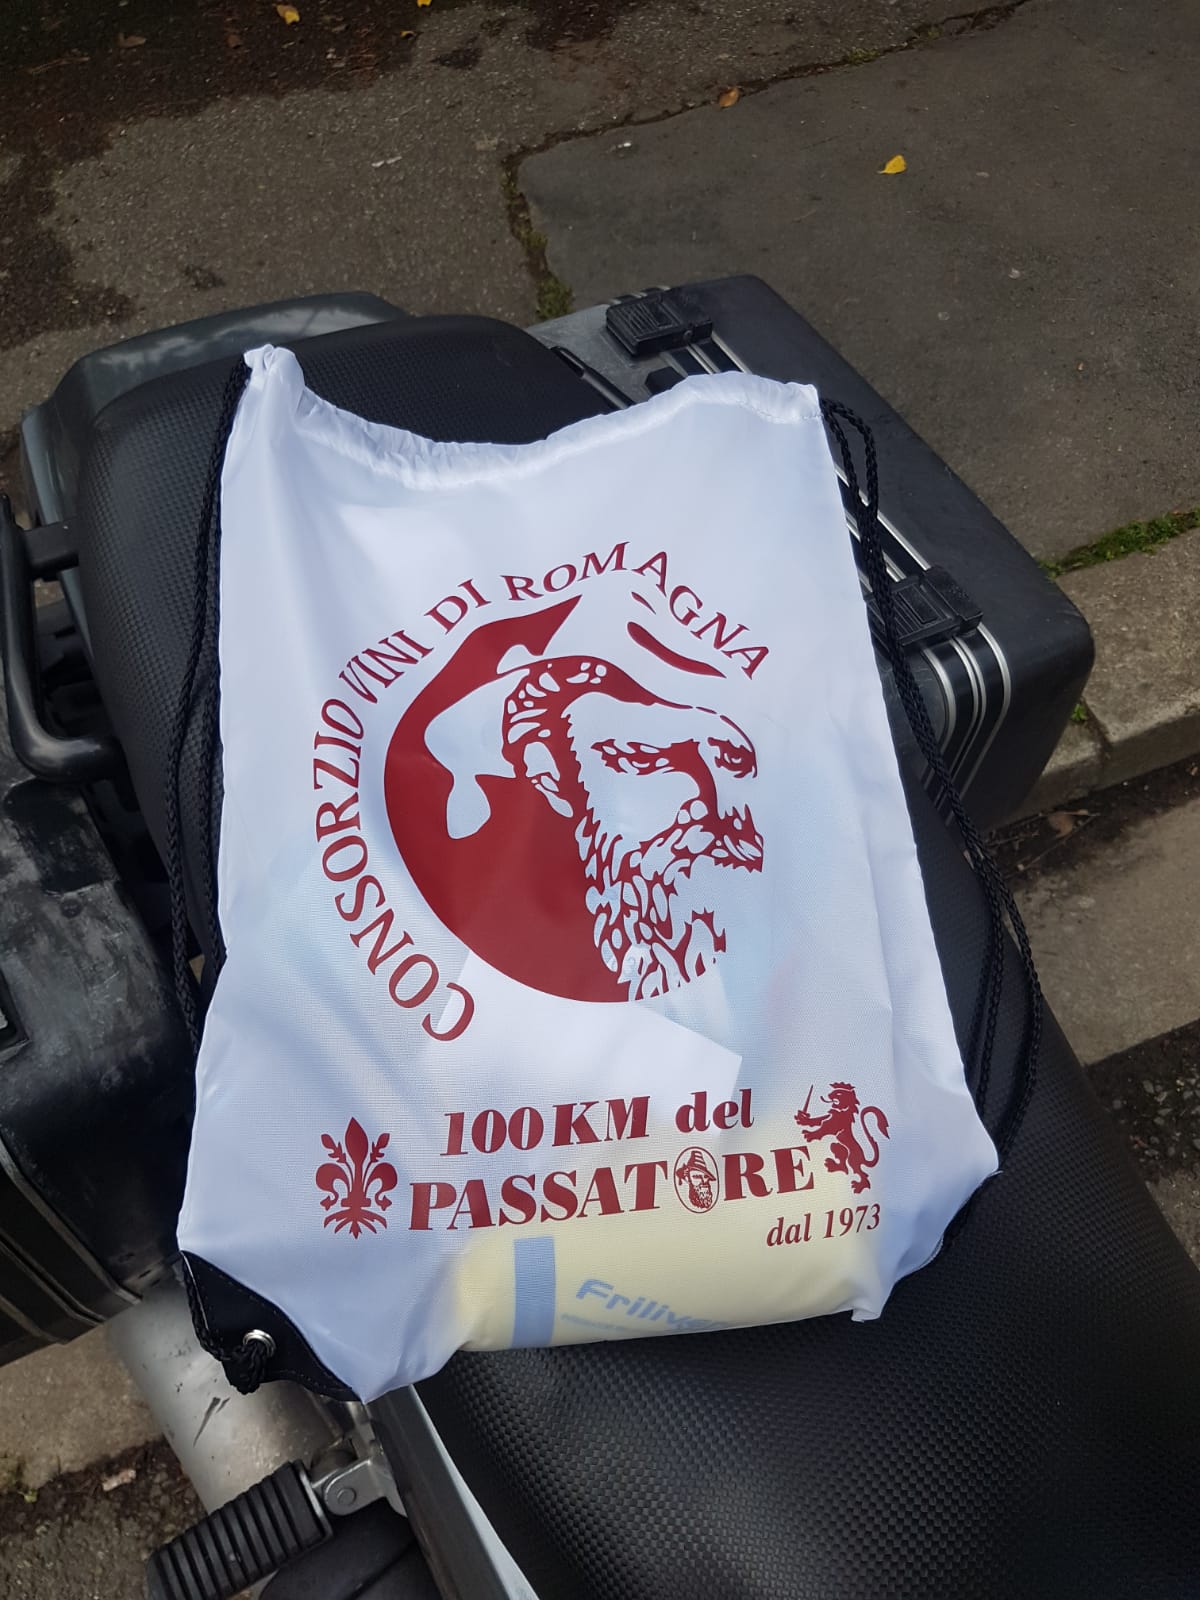 CONSORZIO VINI DI ROMAGNA
100KM del
PASSATORE
dal 1973